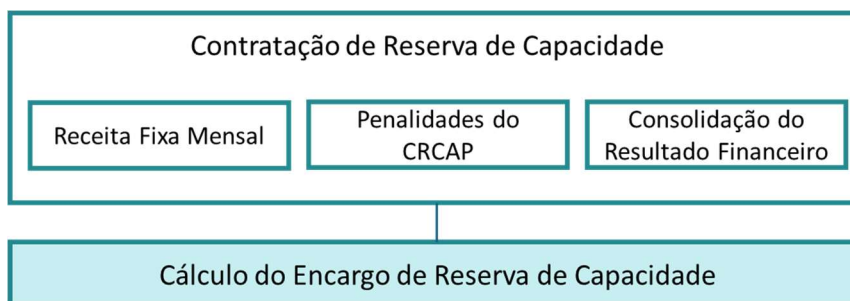 Contratação de Reserva de Capacidade
Receita Fixa Mensal
Penalidades do
CRCAP
Consolidação do
Resultado Financeiro
Cálculo do Encargo de Reserva de Capacidade